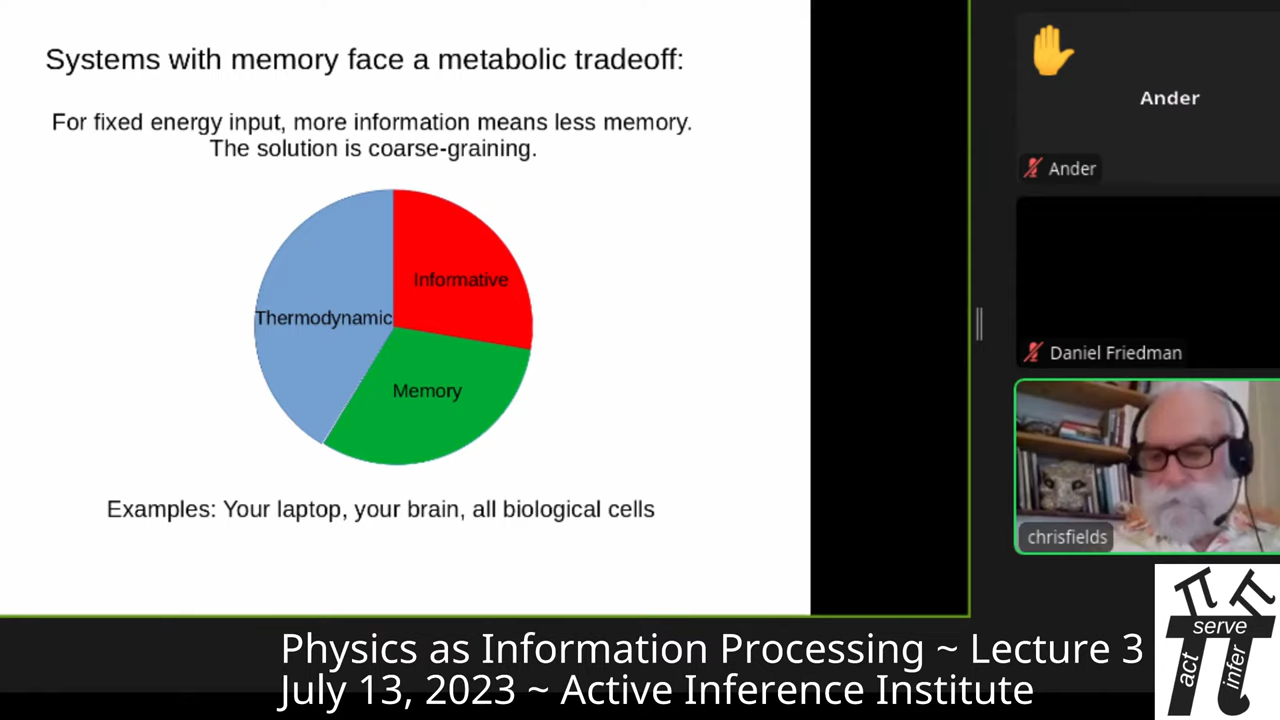 Systems with memory face a metabolic tradeoff:
For fixed energy input, more information means less memory.
The solution is coarse-graining.
Informative
Thermodynamic
Memory
Examples: Your laptop, your brain, all biological cells
Ander
Ander
Daniel Friedman
chrisfields
Physics as Information Processing ~ Lecture 3
July 13, 2023 ~ Active Inference Institute
serve
act
infer